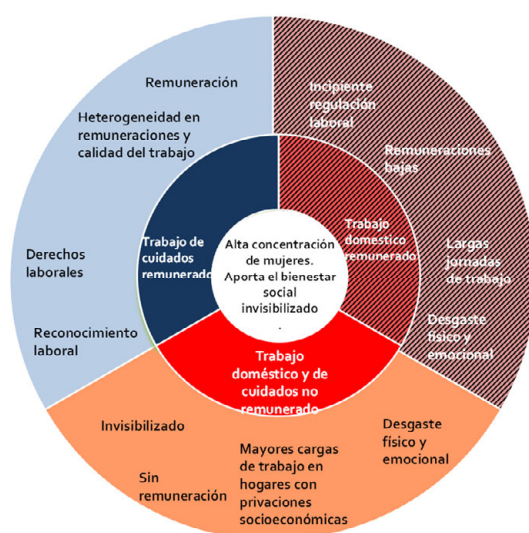 Remuneración
Heterogeneidad en
remuneraciones y
calidad del trabajo
Derechos
laborales
Reconocimiento
laboral
Incipiente
regulación
laboral
Remuneraciones
bajas
Largas
jornadas
de trabajo
Desgaste
físico y
emocional
Trabajo de
cuidados
remunerado
Alta concentración
de mujeres.
Aporta el bienestar
social
invisibilizado
.
Trabajo
domestico
remunerado
Trabajo
doméstico y de
cuidados no
remunerado
Invisibilizado
Sin
remuneración
Mayores cargas
de trabajo en
hogares con
privaciones
socioeconómicas
Desgaste
físico y
emocional